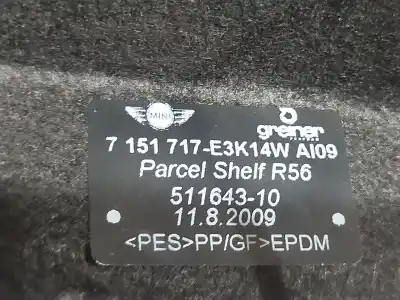 MINI
greiner
7 151 717-E3K14W AI09
Parcel Shelf R56
511643-10
11.8.2009
<PES>PP/GF>EPDM